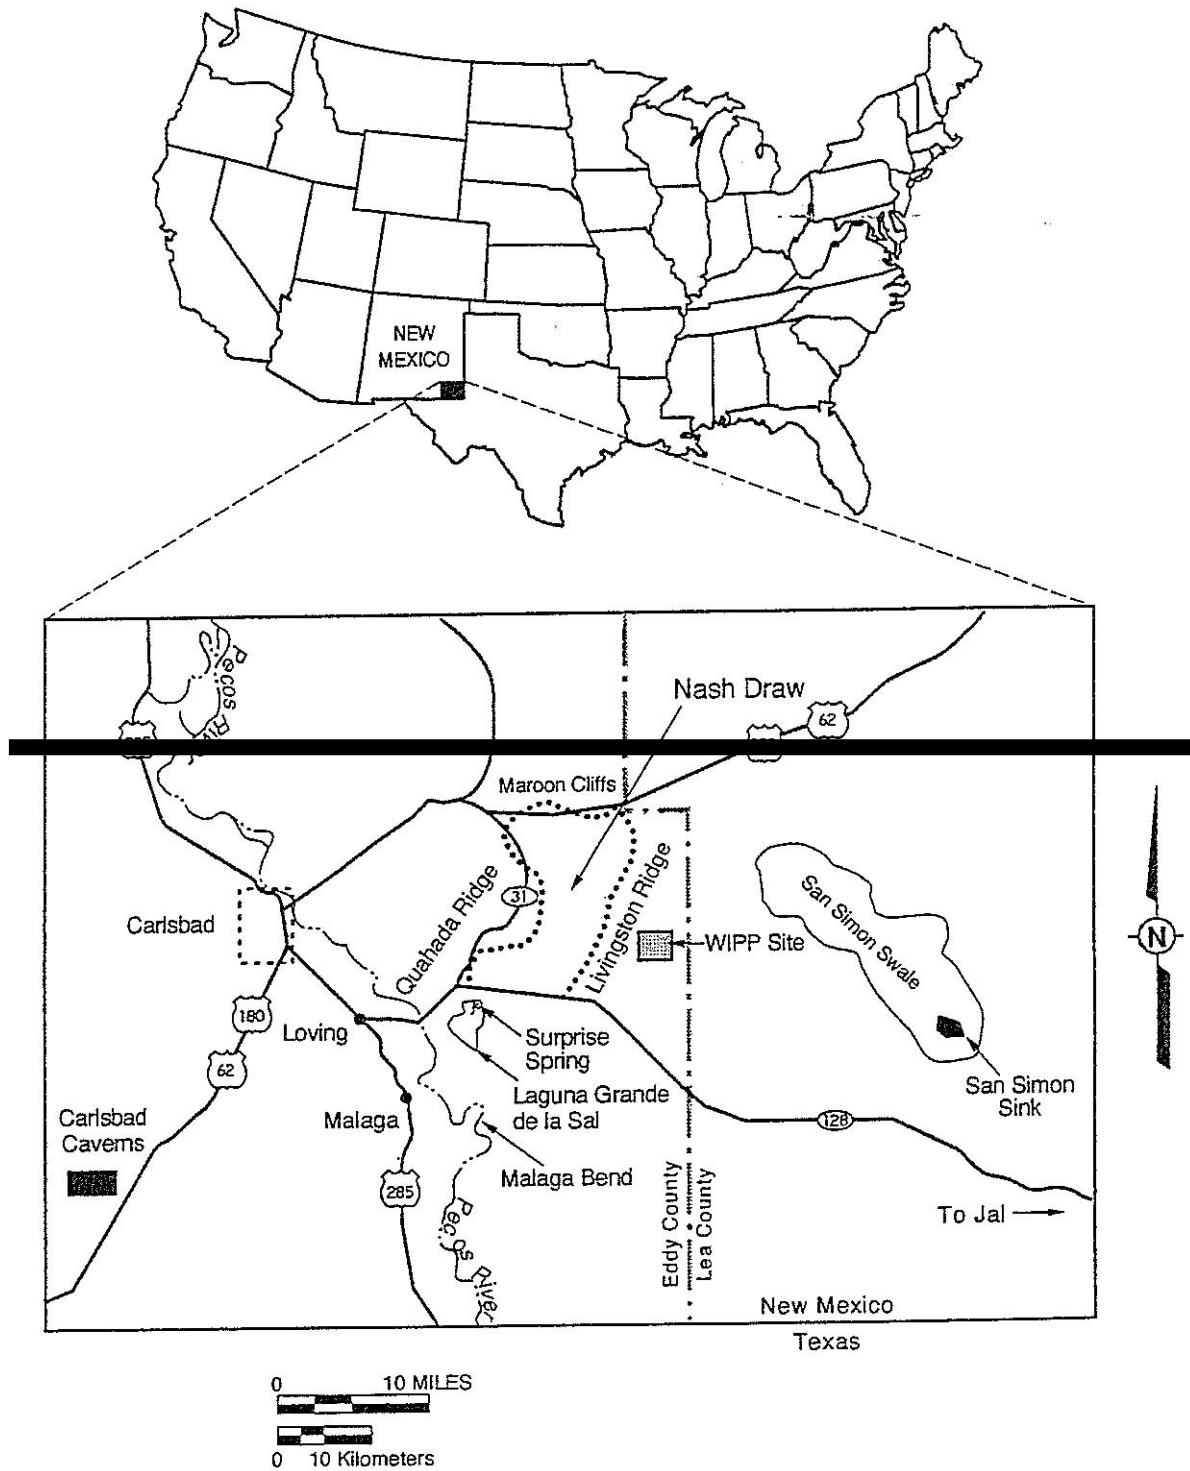 NEW
MEXICO
Pecos
Nash Draw
62
Maroon Cliffs
Quahada Ridge
31
Livingston Ridge
San Simon Swale
Carlsbad
WIPP Site
180
Loving
Surprise
Spring
62
San Simon
Sink
Laguna Grande
de la Sal
Carlsbad
Caverns
Malaga
128
Malaga Bend
285
Pecos River
Eddy County
Lea County
To Jal
New Mexico
Texas
0 10 MILES
0 10 Kilometers
N